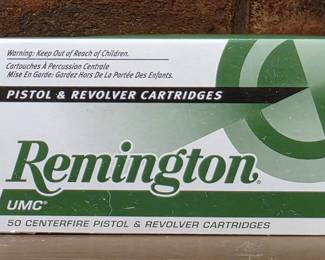 Warning: Keep Out of Reach of Children.
Cartouches À Percussion Centrale
Mise En Garde: Gardez Hors De La Portée Des Enfants.
PISTOL & REVOLVER CARTRIDGES
Remington®
UMC®
50 CENTERFIRE PISTOL & REVOLVER CARTRIDGES